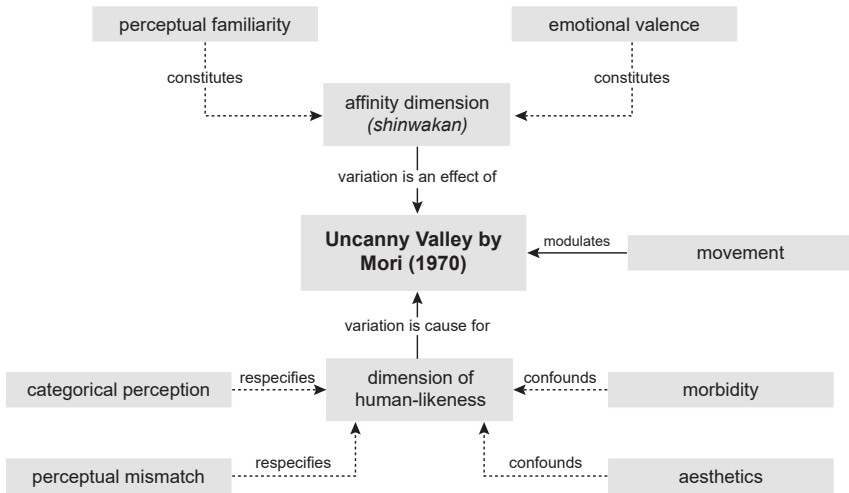 perceptual familiarity
emotional valence
constitutes
constitutes
affinity dimension
(shinwakan)
variation is an effect of
Uncanny Valley by
Mori (1970)
modulates
movement
variation is cause for
categorical perception
respecifies
dimension of
human-likeness
confounds
morbidity
perceptual mismatch
respecifies
confounds
aesthetics